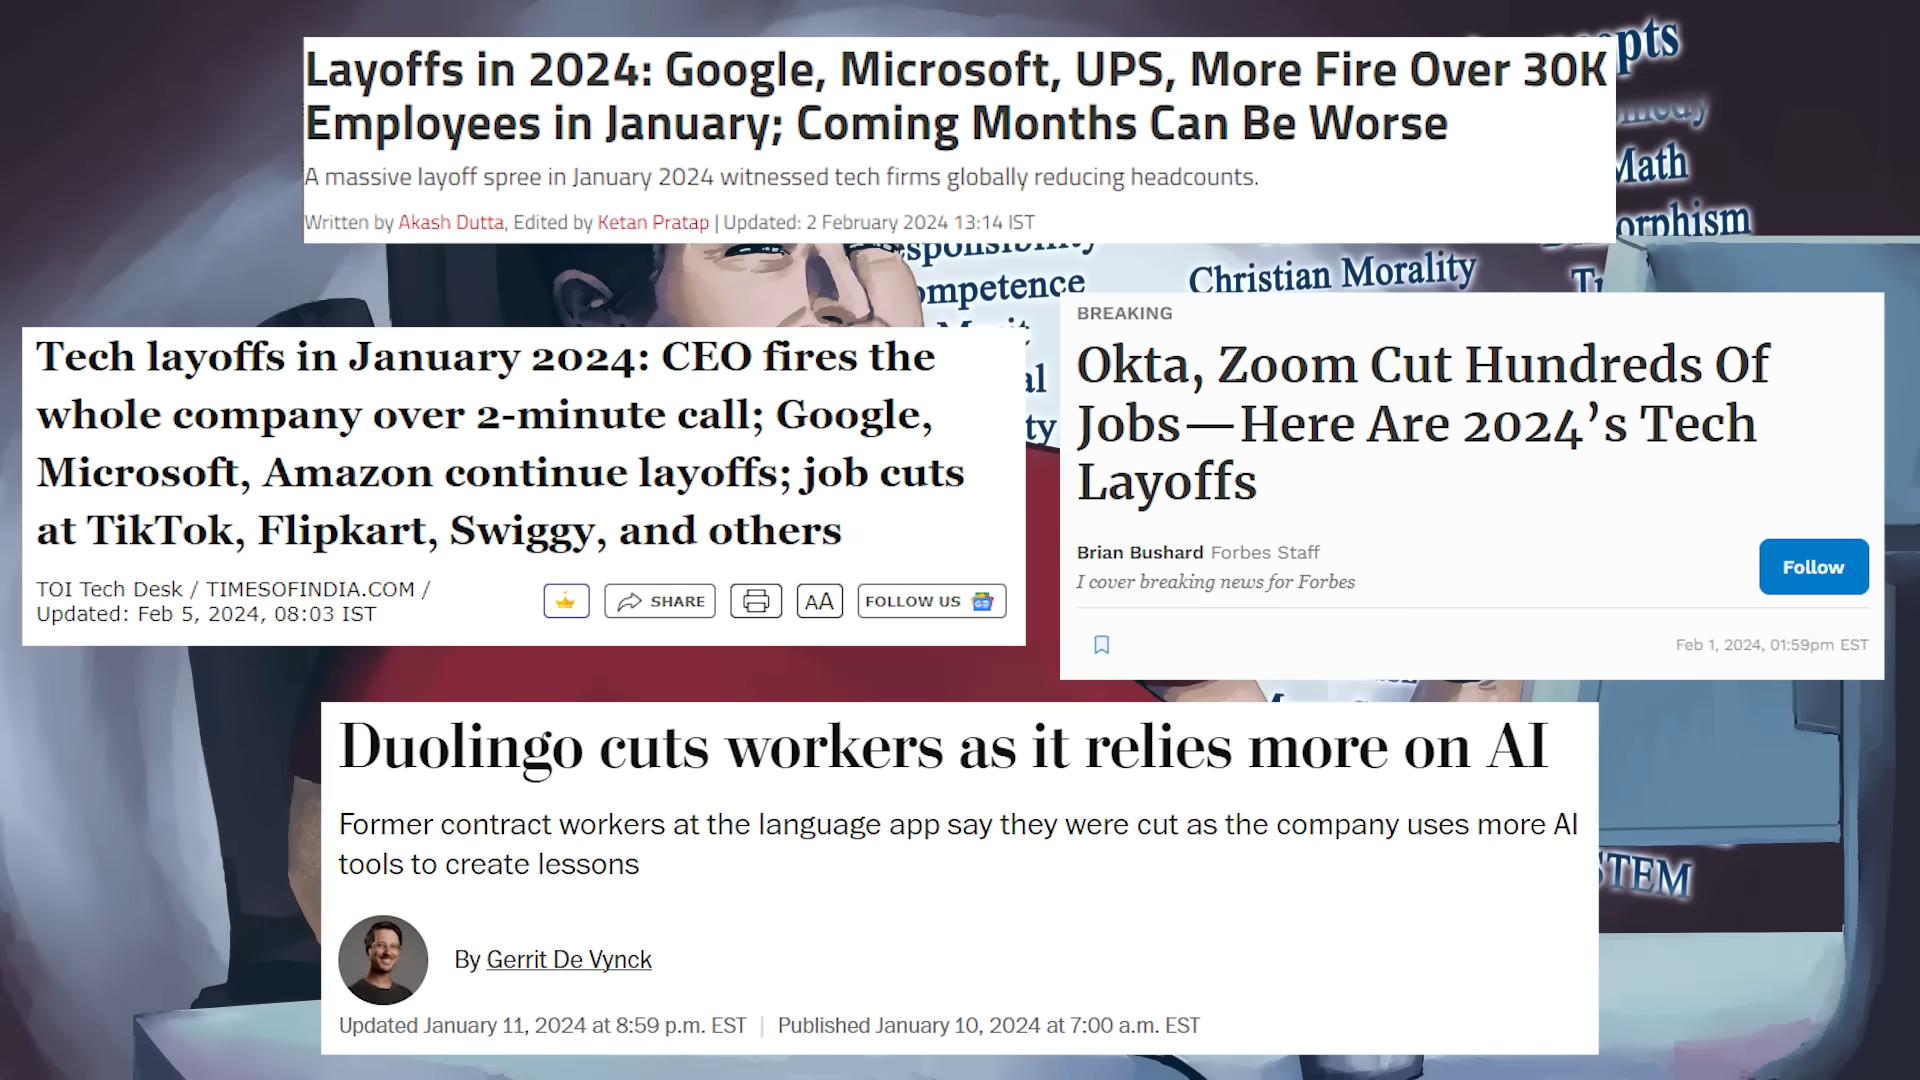 Layoffs in 2024: Google, Microsoft, UPS, More Fire Over 30K
Employees in January; Coming Months Can Be Worse
A massive layoff spree in January 2024 witnessed tech firms globally reducing headcounts.
Written by Akash Dutta, Edited by Ketan Pratap | Updated: 2 February 2024 13:14 IST
Math
Christian Morality
Tech layoffs in January 2024: CEO fires the
whole company over 2-minute call; Google,
Microsoft, Amazon continue layoffs; job cuts
at TikTok, Flipkart, Swiggy, and others
TOI Tech Desk / TIMESOFINDIA.COM /
Updated: Feb 5, 2024, 08:03 IST
SHARE
AA
FOLLOW US
BREAKING
Okta, Zoom Cut Hundreds Of
Jobs—Here Are 2024’s Tech
Layoffs
Brian Bushard Forbes Staff
I cover breaking news for Forbes
Follow
Feb 1, 2024, 01:59pm EST
Duolingo cuts workers as it relies more on AI
Former contract workers at the language app say they were cut as the company uses more AI
tools to create lessons
By Gerrit De Vynck
Updated January 11, 2024 at 8:59 p.m. EST | Published January 10, 2024 at 7:00 a.m. EST
STEM